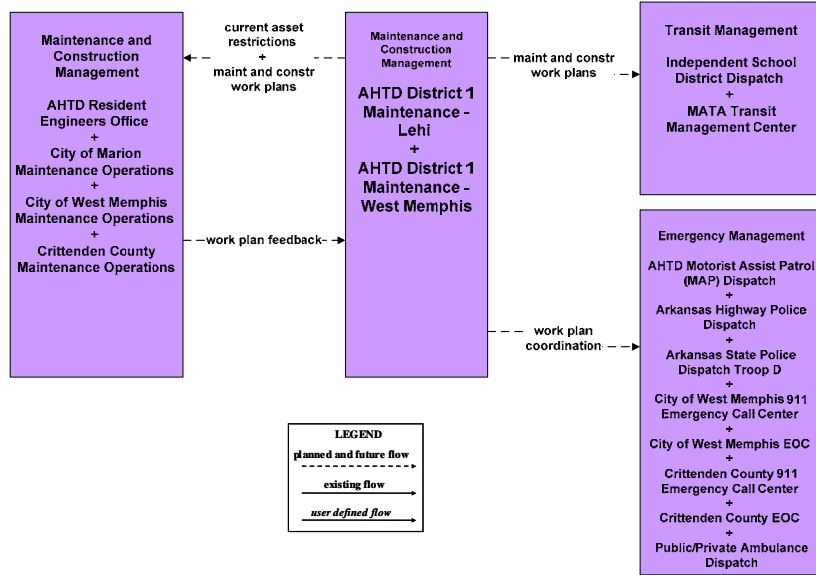 Maintenance and
Construction
Management
AHTD Resident
Engineers Office
+
City of Marion
Maintenance Operations
+
City of West Memphis
Maintenance Operations
+
Crittenden County
Maintenance Operations
current asset
restrictions
+
maint and constr
work plans
work plan feedback
Maintenance and
Construction
Management
AHTD District 1
Maintenance -
Lehi
+
AHTD District 1
Maintenance -
West Memphis
maint and constr
work plans
work plan
coordination
Transit Management
Independent School
District Dispatch
+
MATA Transit
Management Center
Emergency Management
AHTD Motorist Assist Patrol
(MAP) Dispatch
+
Arkansas Highway Police
Dispatch
+
Arkansas State Police
Dispatch Troop D
+
City of West Memphis 911
Emergency Call Center
+
City of West Memphis EOC
+
Crittenden County 911
Emergency Call Center
+
Crittenden County EOC
+
Public/Private Ambulance
Dispatch
LEGEND
planned and future flow
existing flow
user defined flow